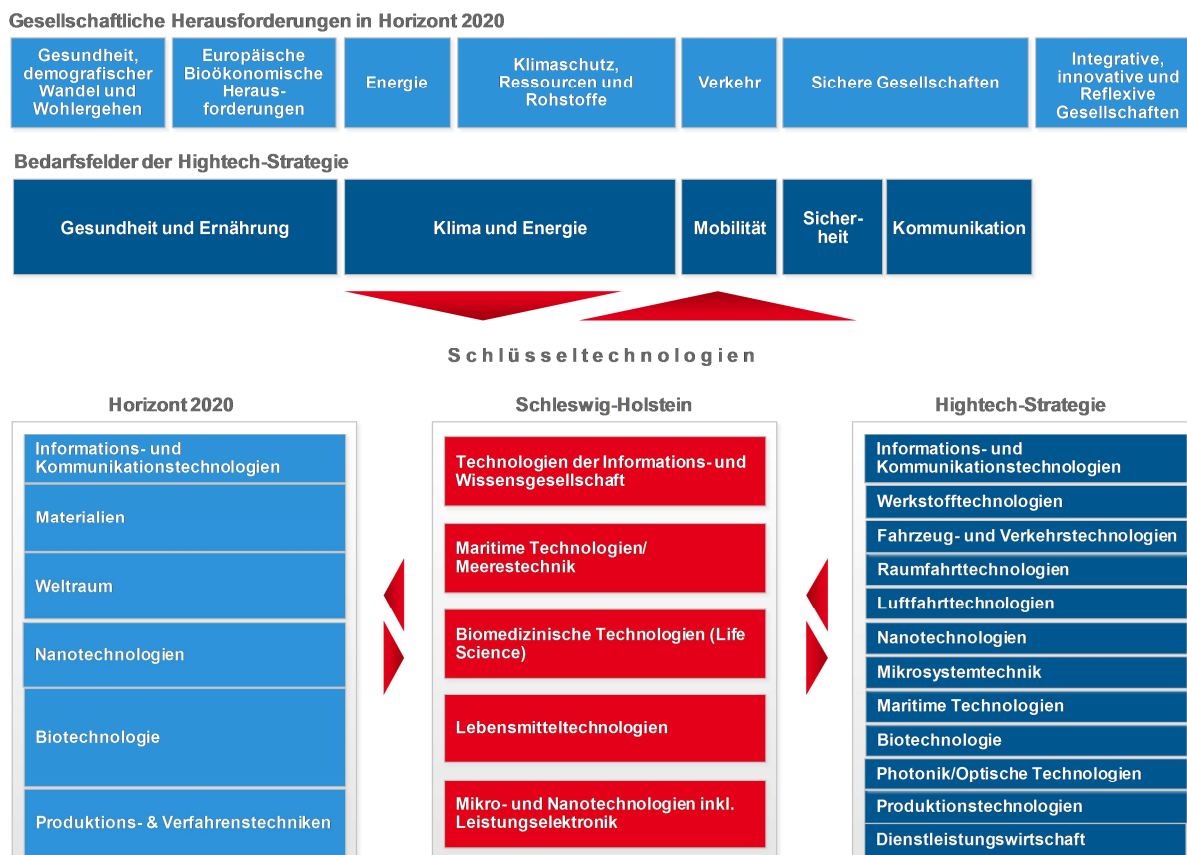 Gesellschaftliche Herausforderungen in Horizont 2020
Gesundheit,
demografischer
Wandel und
Wohlergehen
Europäische
Bioökonomische
Heraus-
forderungen
Energie
Klimaschutz,
Ressourcen und
Rohstoffe
Verkehr
Sichere Gesellschaften
Integrative,
innovative und
Reflexive
Gesellschaften
Bedarfsfelder der Hightech-Strategie
Gesundheit und Ernährung
Klima und Energie
Mobilität
Sicher-
heit
Kommunikation
Schlüsseltechnologien
Horizont 2020
Informations- und
Kommunikationstechnologien
Materialien
Weltraum
Nanotechnologien
Biotechnologie
Produktions- & Verfahrenstechniken
Schleswig-Holstein
Technologien der Informations- und
Wissensgesellschaft
Maritime Technologien/
Meerestechnik
Biomedizinische Technologien (Life
Science)
Lebensmitteltechnologien
Mikro- und Nanotechnologien inkl.
Leistungselektronik
Hightech-Strategie
Informations- und
Kommunikationstechnologien
Werkstofftechnologien
Fahrzeug- und Verkehrstechnologien
Raumfahrttechnologien
Luftfahrttechnologien
Nanotechnologien
Mikrosystemtechnik
Maritime Technologien
Biotechnologie
Photonik/Optische Technologien
Produktionstechnologien
Dienstleistungswirtschaft